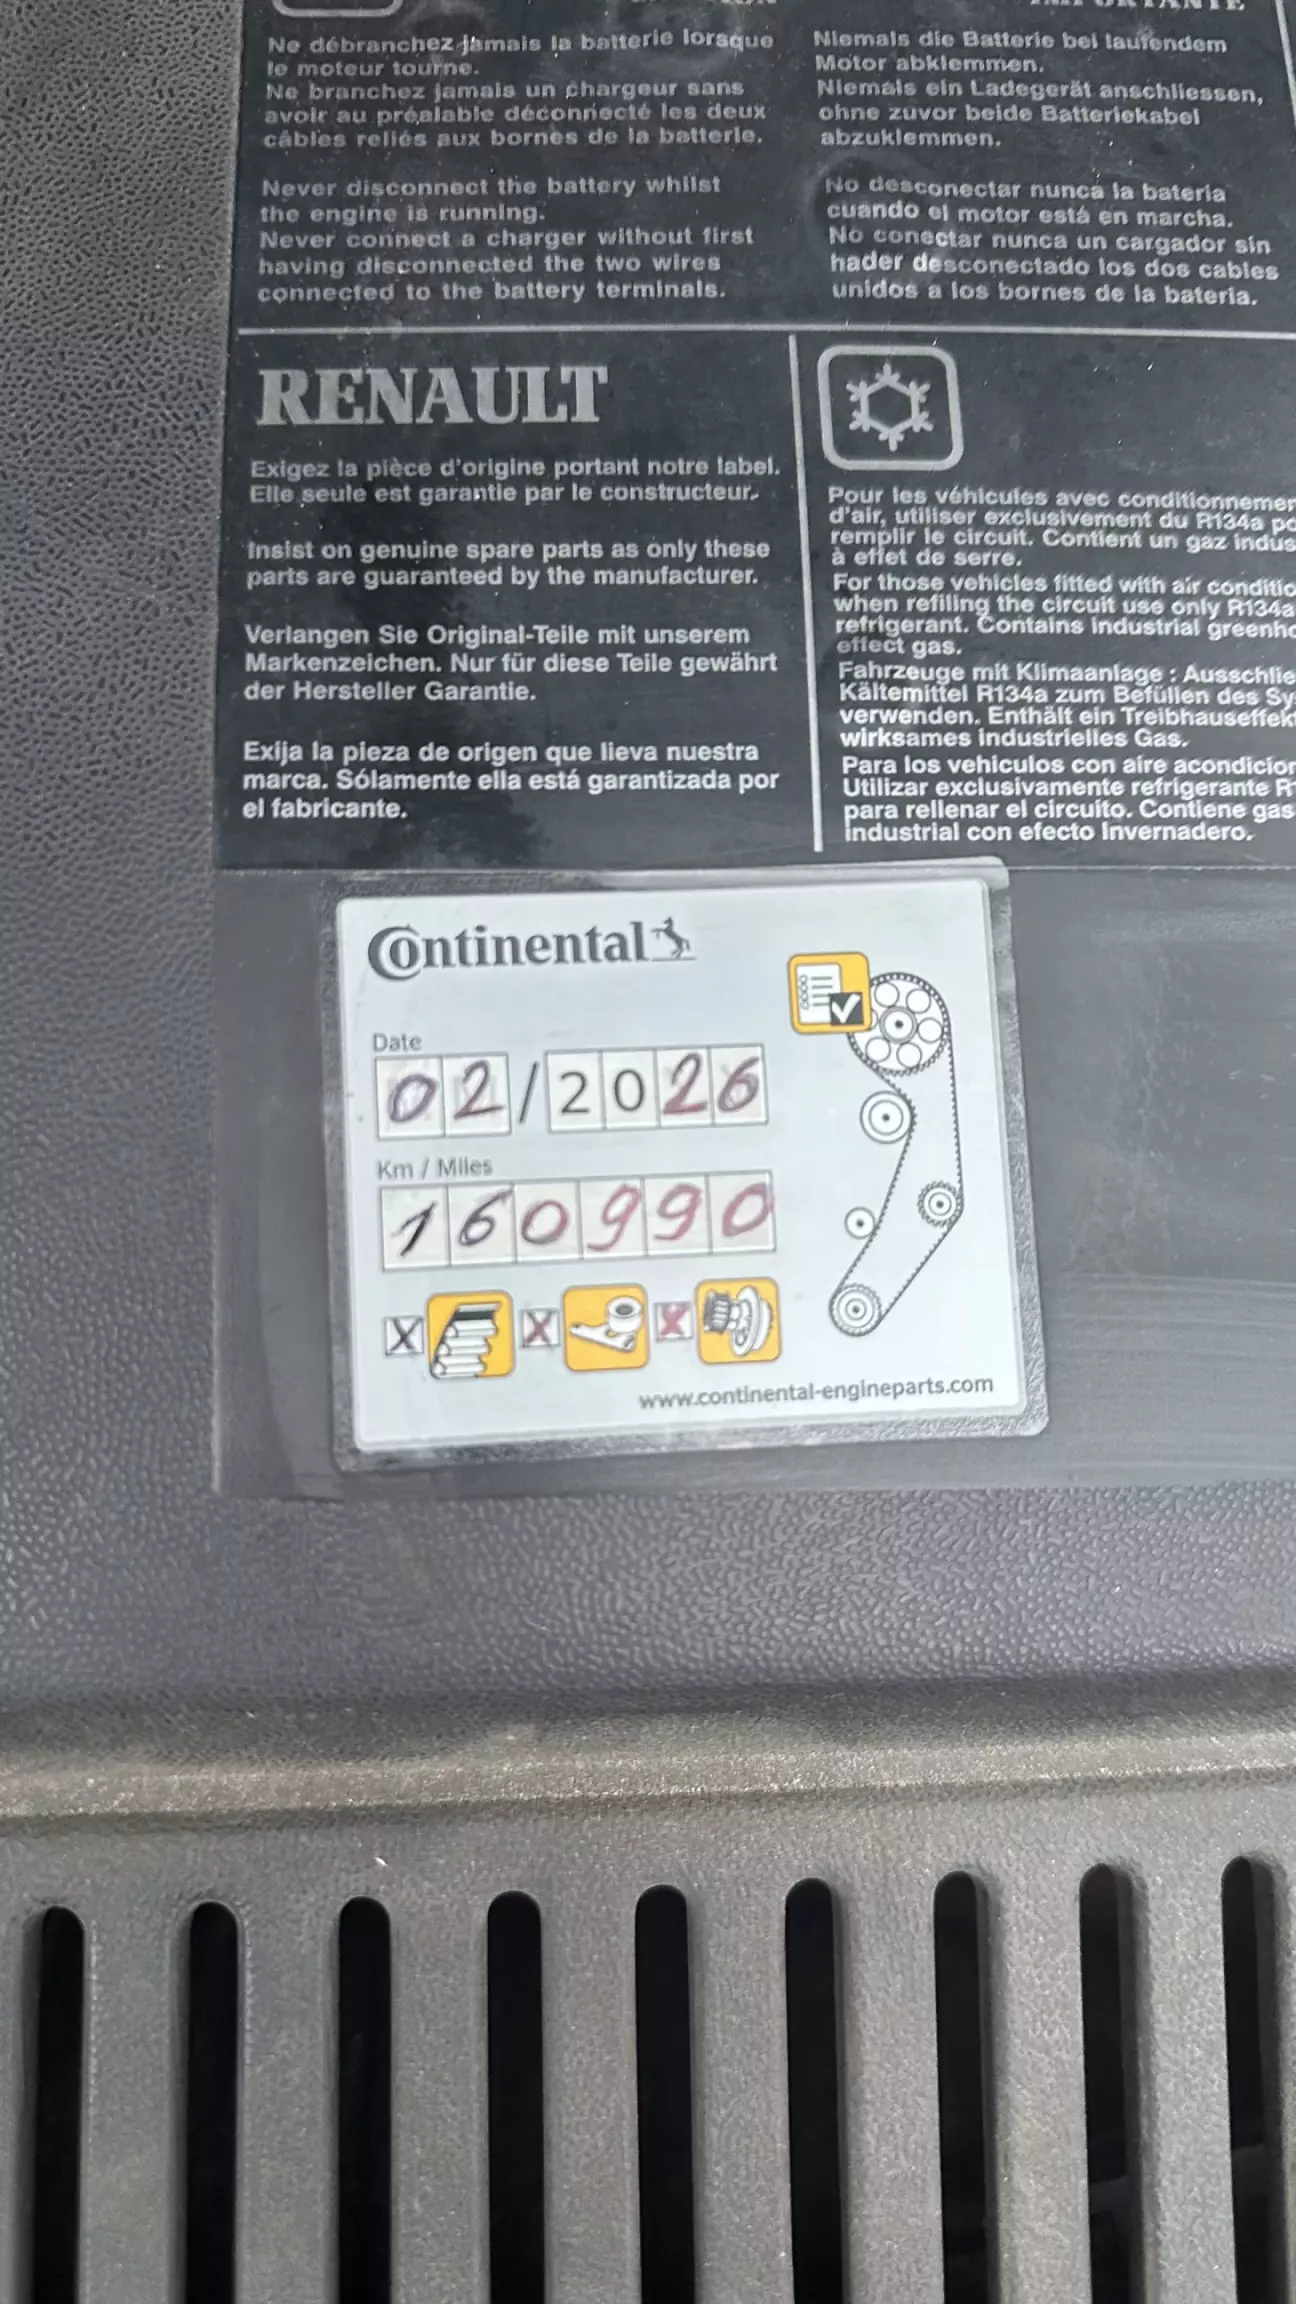 Ne débranchez jamais la batterie lorsque
le moteur tourne.
Ne branchez jamais un chargeur sans
avoir au préalable déconnecté les deux
câbles reliés aux bornes de la batterie.
Never disconnect the battery whilst
the engine is running.
Never connect a charger without first
having disconnected the two wires
connected to the battery terminals.
Niemals die Batterie bei laufendem
Motor abklemmen.
Niemals ein Ladegerät anschliessen,
ohne zuvor beide Batteriekabel
abzuklemmen.
No desconectar nunca la bateria
cuando el motor está en marcha.
No conectar nunca un cargador sin
hader desconectado los dos cables
unidos a los bornes de la bateria.
RENAULT
Exigez la pièce d'origine portant notre label.
Elle seule est garantie par le constructeur.
Insist on genuine spare parts as only these
parts are guaranteed by the manufacturer.
Verlangen Sie Original-Teile mit unserem
Markenzeichen. Nur für diese Teile gewährt
der Hersteller Garantie.
Exija la pieza de origen que lleva nuestra
marca. Sólamente ella está garantizada por
el fabricante.
Pour les véhicules avec conditionnemen
d'air, utiliser exclusivement du R134a po
remplir le circuit. Contient un gaz indus
à effet de serre.
For those vehicles fitted with air conditio
when refilling the circuit use only R134a
refrigerant. Contains industrial greenho
effect gas.
Fahrzeuge mit Klimaanlage : Ausschlie
Kältemittel R134a zum Befüllen des Sy
verwenden. Enthält ein Treibhauseffekt
wirksames industrielles Gas.
Para los vehiculos con aire acondicion
Utilizar exclusivamente refrigerante R1
para rellenar el circuito. Contiene gas
industrial con efecto Invernadero.
Continental
Date
02/2026
Km / Miles
160990
X X X
www.continental-engineparts.com